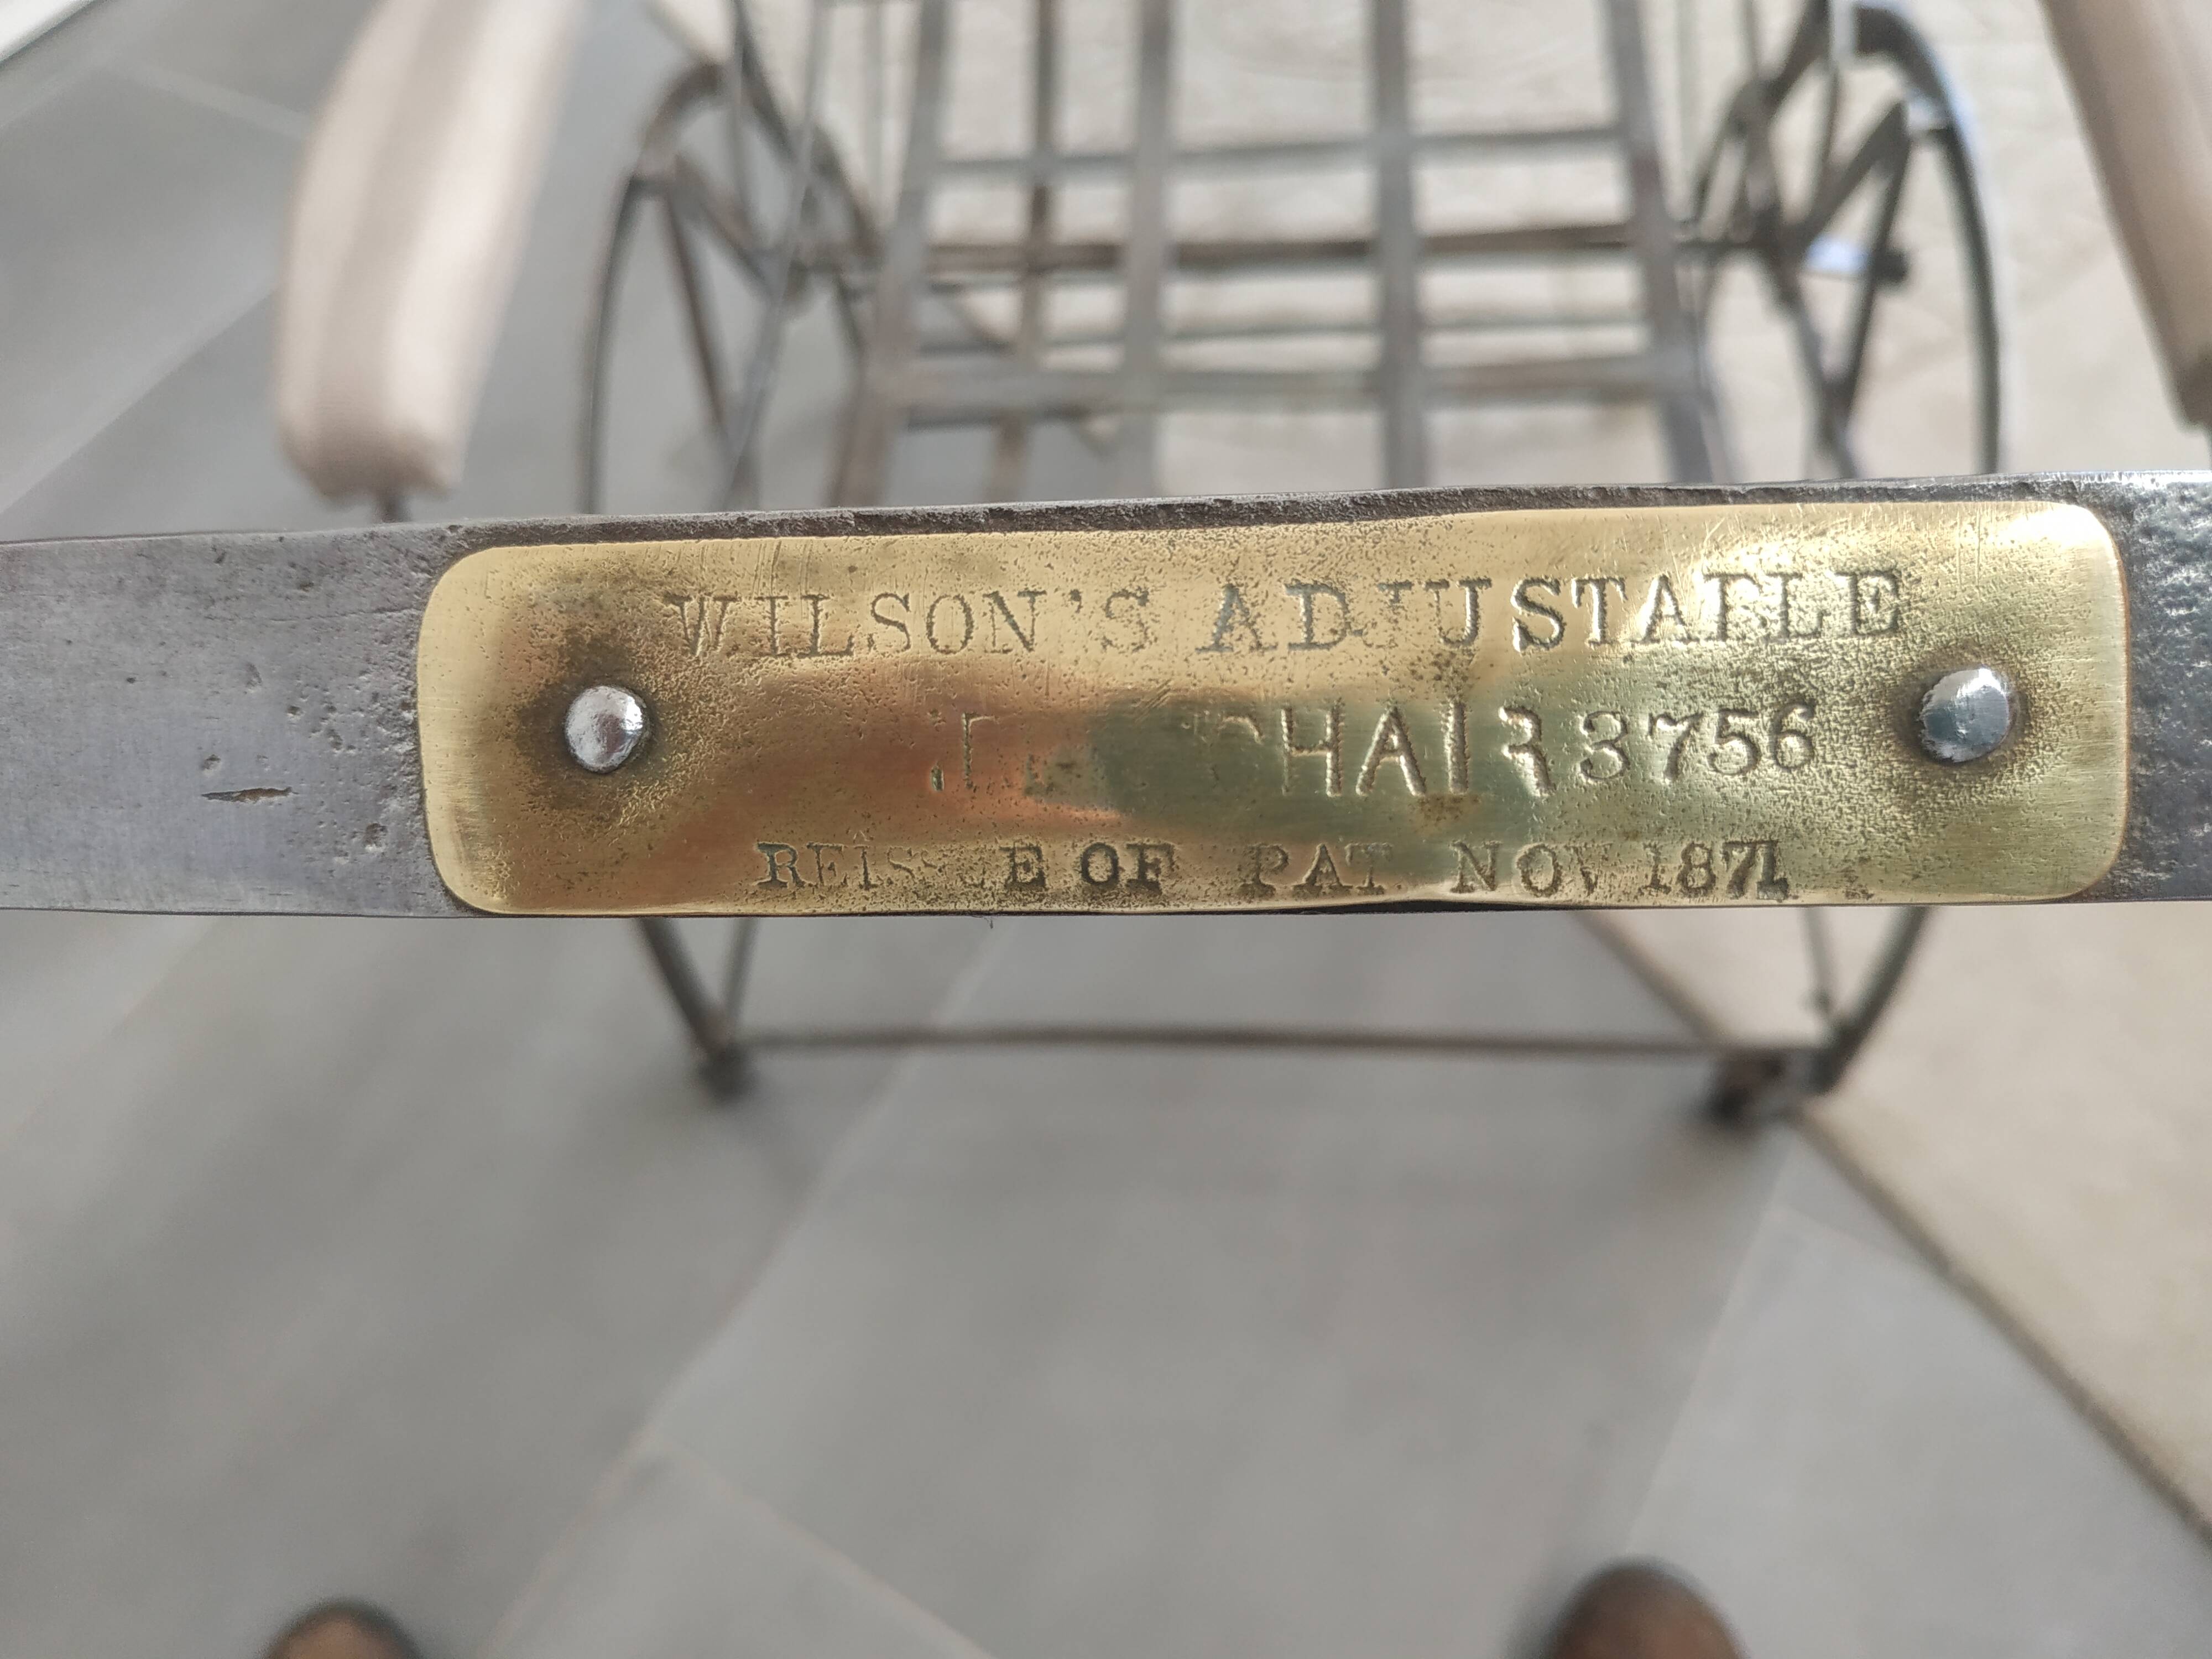 WILSON'S ADJUSTABLE
CHAIR 3756
REISSUE OF PAT NOV 1871